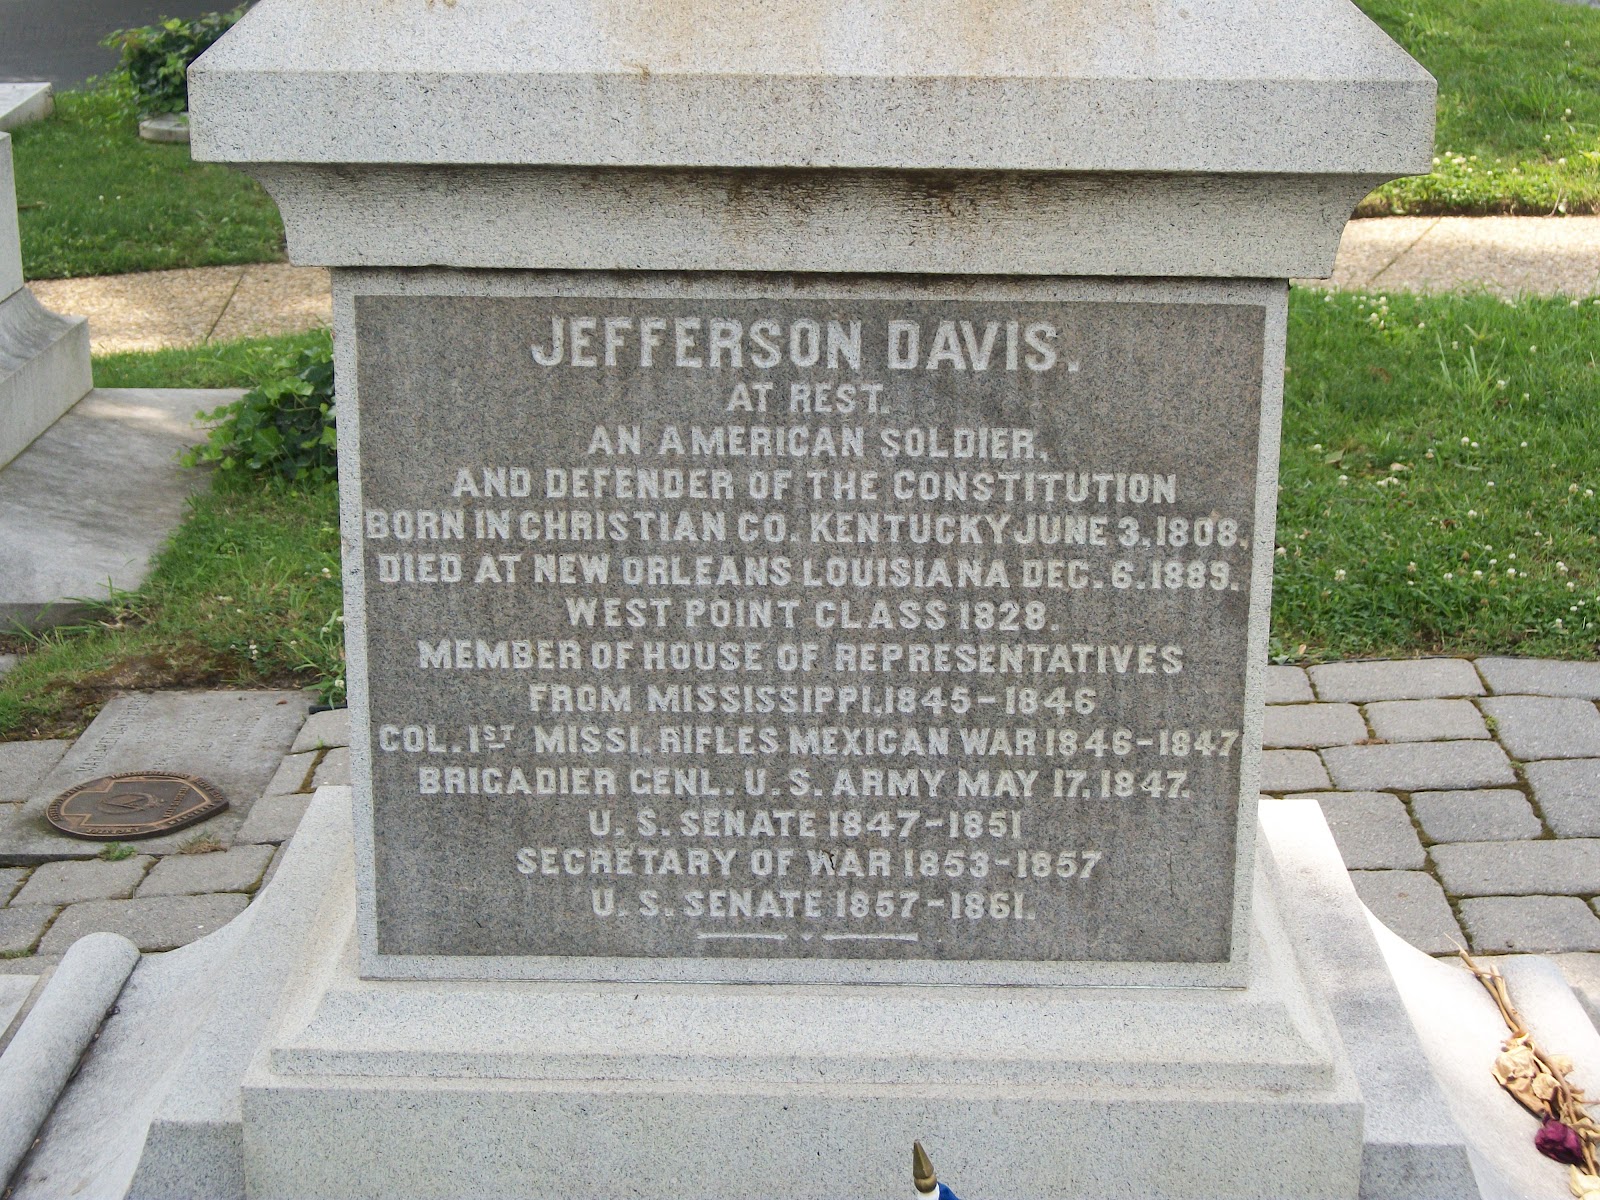 JEFFERSON DAVIS.
AT REST.
AN AMERICAN SOLDIER,
AND DEFENDER OF THE CONSTITUTION
BORN IN CHRISTIAN CO. KENTUCKY JUNE 3, 1808,
DIED AT NEW ORLEANS LOUISIANA DEC. 6. 1889.
WEST POINT CLASS 1828.
MEMBER OF HOUSE OF REPRESENTATIVES
FROM MISSISSIPPI, 1845-1846
COL. 1ST MISSI. RIFLES MEXICAN WAR 1846-1847
BRIGADIER GENL. U. S. ARMY MAY 17, 1847.
U. S. SENATE 1847-1851
SECRETARY OF WAR 1853-1857
U. S. SENATE 1857-1861.